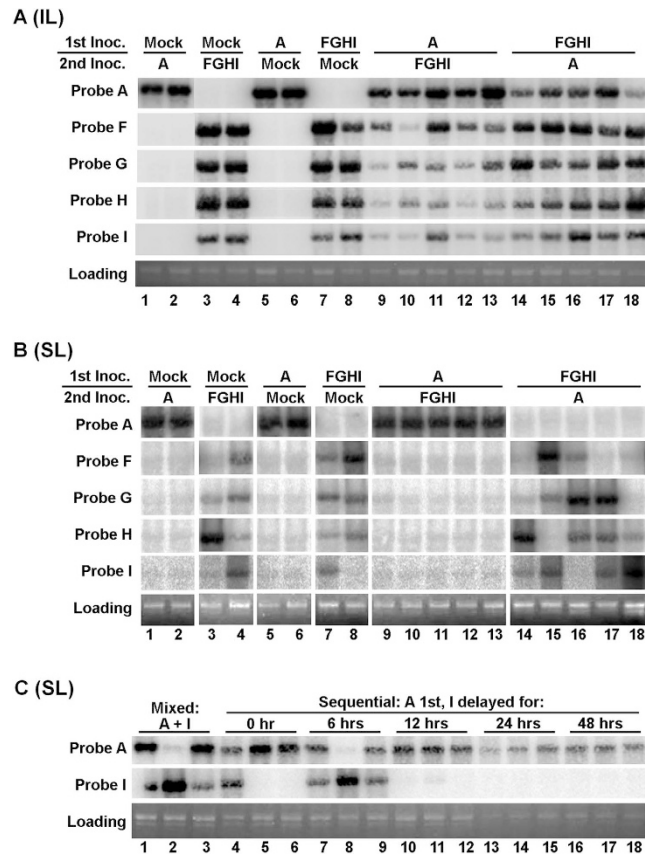 A (IL)
1st Inoc. Mock Mock A FGHI A FGHI
2nd Inoc. A FGHI Mock Mock FGHI A
Probe A
Probe F
Probe G
Probe H
Probe I
Loading
1 2 3 4 5 6 7 8 9 10 11 12 13 14 15 16 17 18
B (SL)
1st Inoc. Mock Mock A FGHI A FGHI
2nd Inoc. A FGHI Mock Mock FGHI A
Probe A
Probe F
Probe G
Probe H
Probe I
Loading
1 2 3 4 5 6 7 8 9 10 11 12 13 14 15 16 17 18
C (SL)
Mixed: Sequential: A 1st, I delayed for:
A + I 0 hr 6 hrs 12 hrs 24 hrs 48 hrs
Probe A
Probe I
Loading
1 2 3 4 5 6 7 8 9 10 11 12 13 14 15 16 17 18